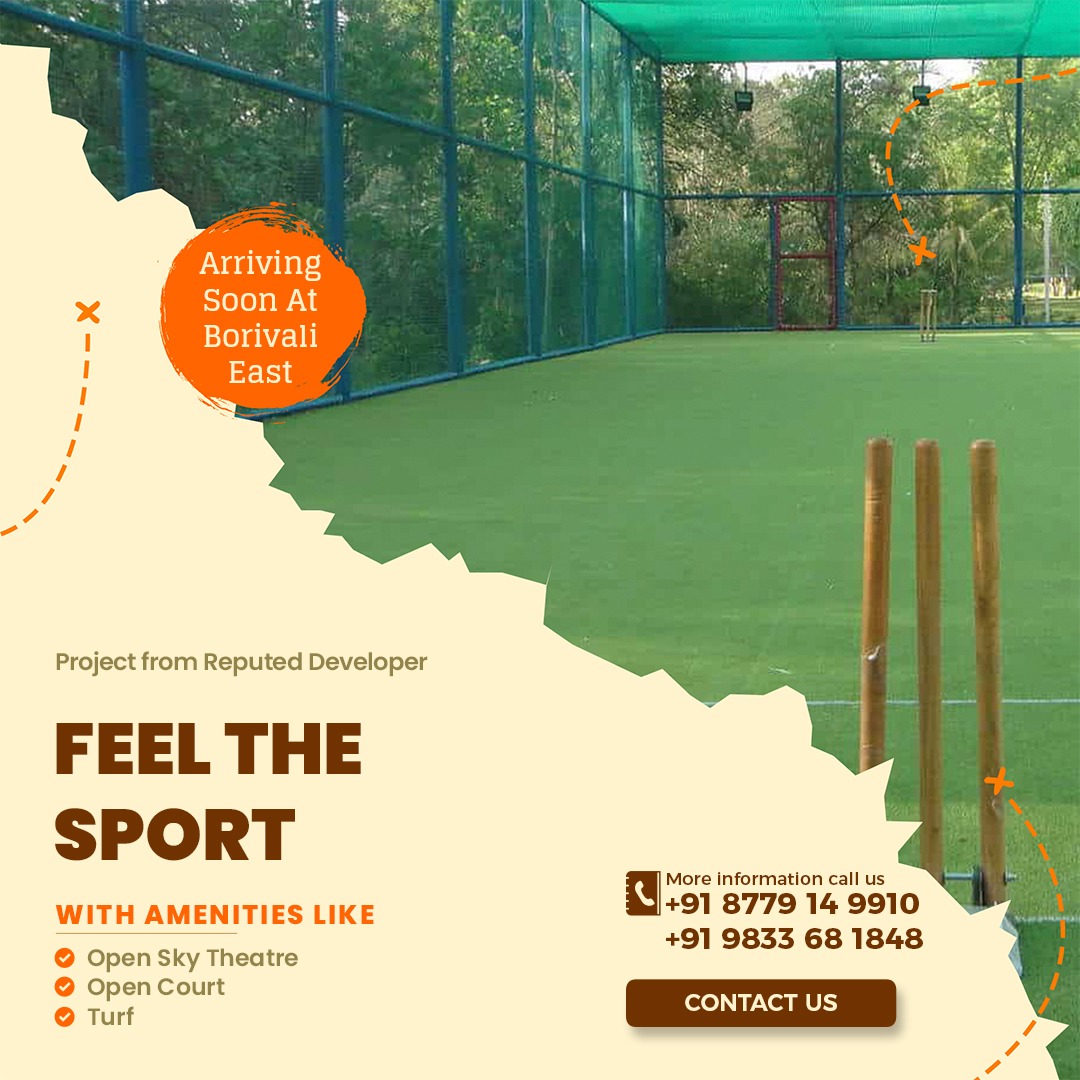 Arriving
Soon At
Borivali
East
Project from Reputed Developer
FEEL THE
SPORT
WITH AMENITIES LIKE
Open Sky Theatre
Open Court
Turf
More information call us
+91 8779 14 9910
+91 9833 68 1848
CONTACT US